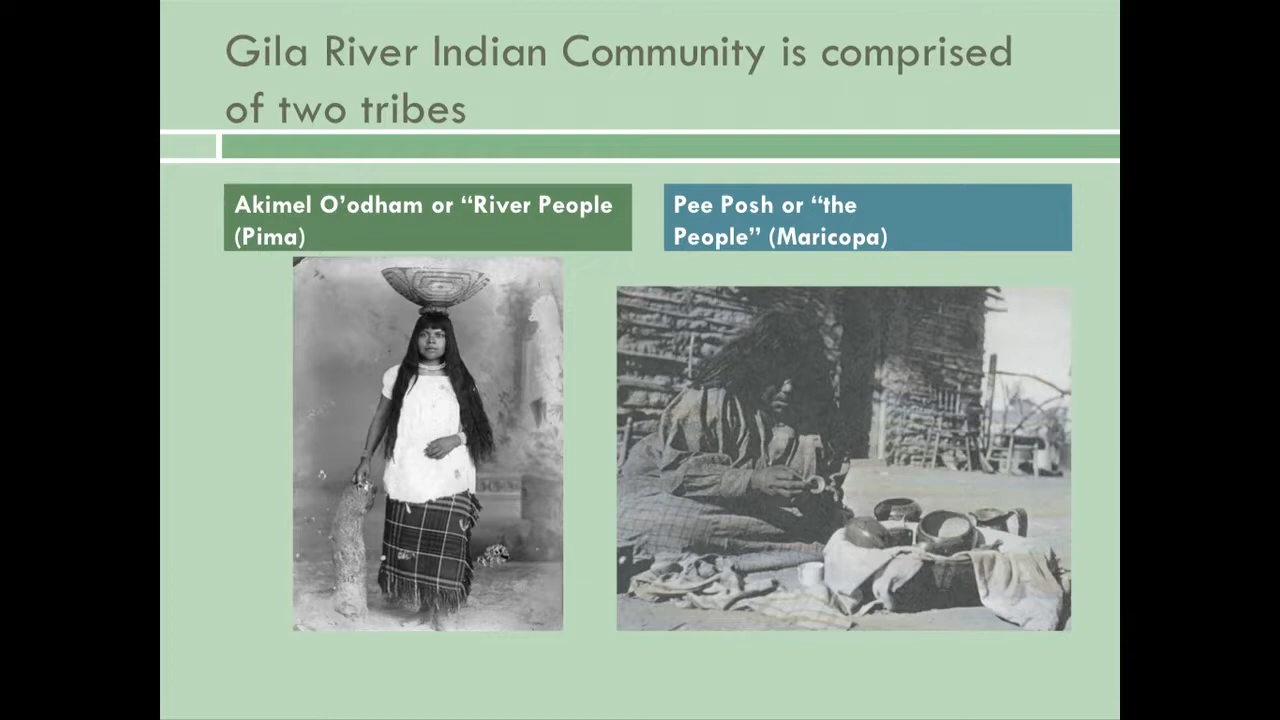 Gila River Indian Community is comprised
of two tribes
Akimel O’odham or “River People
(Pima)
Pee Posh or “the
People” (Maricopa)